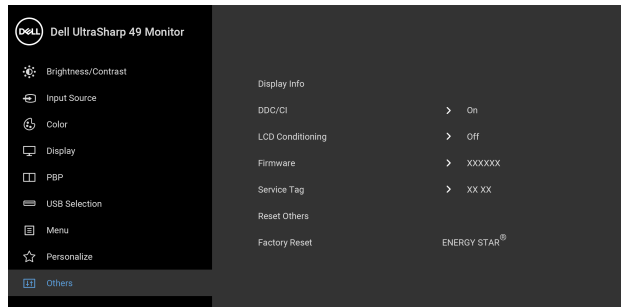 DELL Dell UltraSharp 49 Monitor
Brightness/Contrast
Input Source
Color
Display
PBP
USB Selection
Menu
Personalize
Others
Display Info
DDC/CI > On
LCD Conditioning > Off
Firmware > XXXXXX
Service Tag > XX XX
Reset Others
Factory Reset ENERGY STAR®